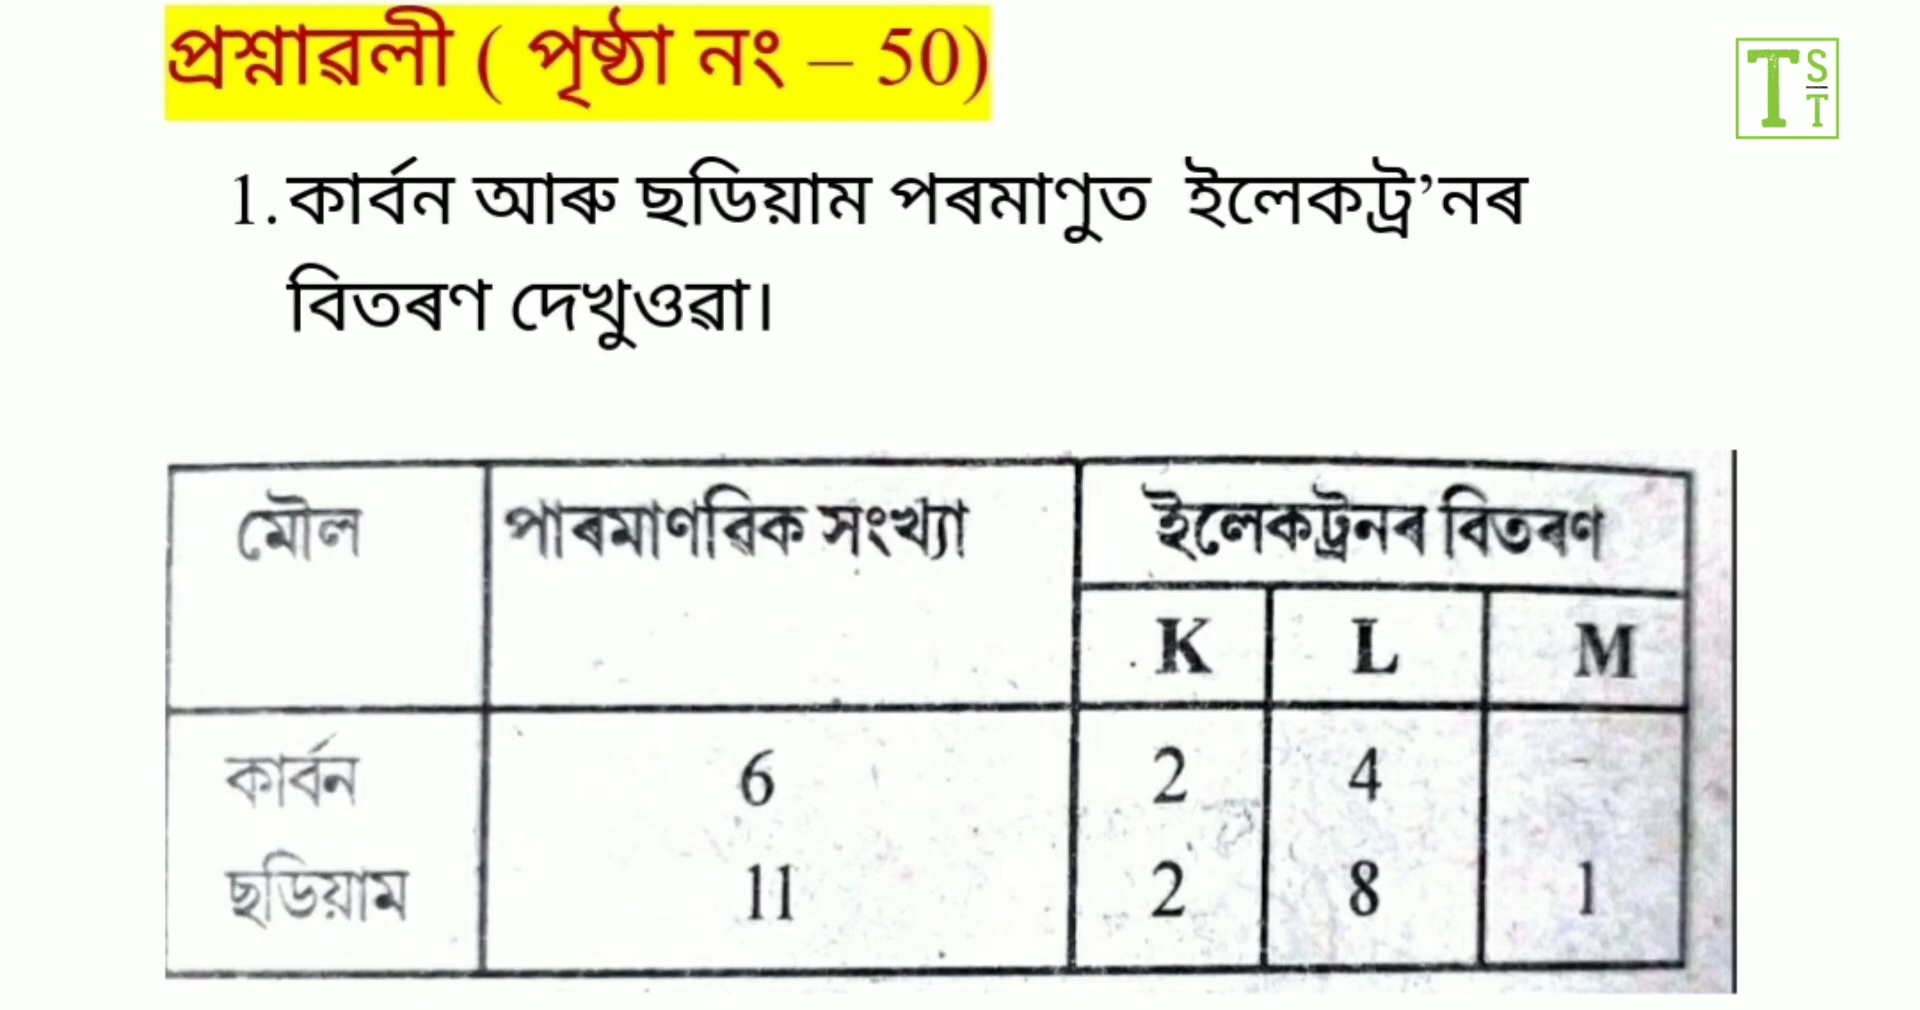 প্ৰশ্নাৱলী ( পৃষ্ঠা নং – 50)
T S T
1. কাৰ্বন আৰু ছডিয়াম পৰমাণুত ইলেকট্ৰ’নৰ
বিতৰণ দেখুওৱা।
মৌল পাৰমাণৱিক সংখ্যা ইলেকট্ৰনৰ বিতৰণ
K L M
কাৰ্বন 6 2 4
ছডিয়াম 11 2 8 1